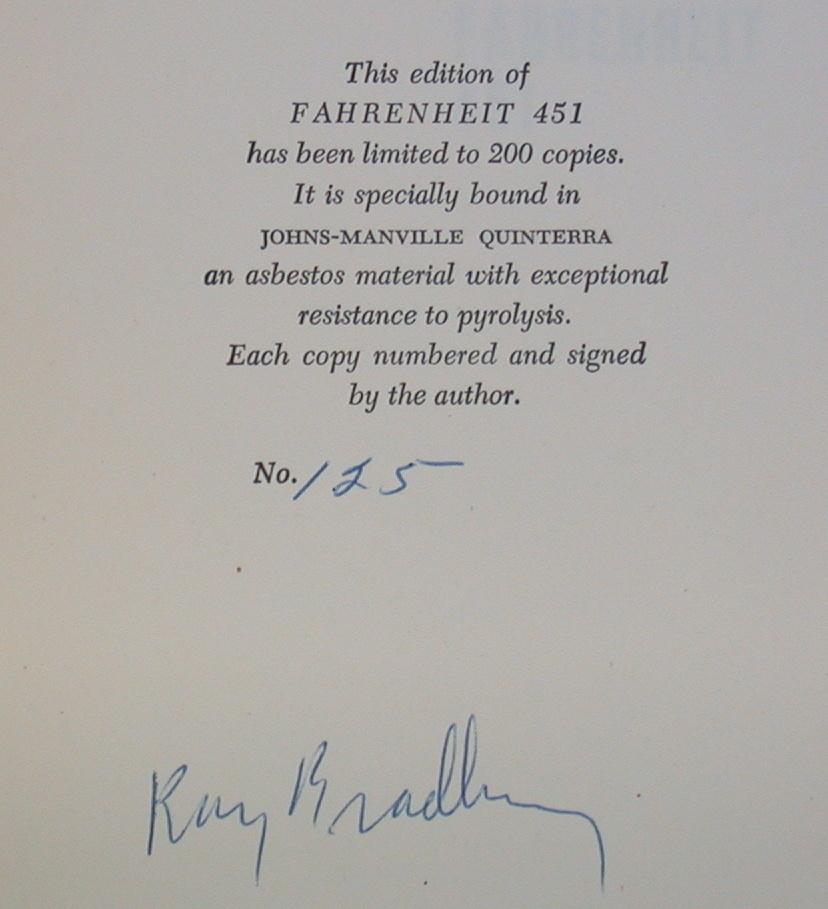 This edition of
FAHRENHEIT 451
has been limited to 200 copies.
It is specially bound in
JOHNS-MANVILLE QUINTERRA
an asbestos material with exceptional
resistance to pyrolysis.
Each copy numbered and signed
by the author.
No. 125
Ray Bradbury